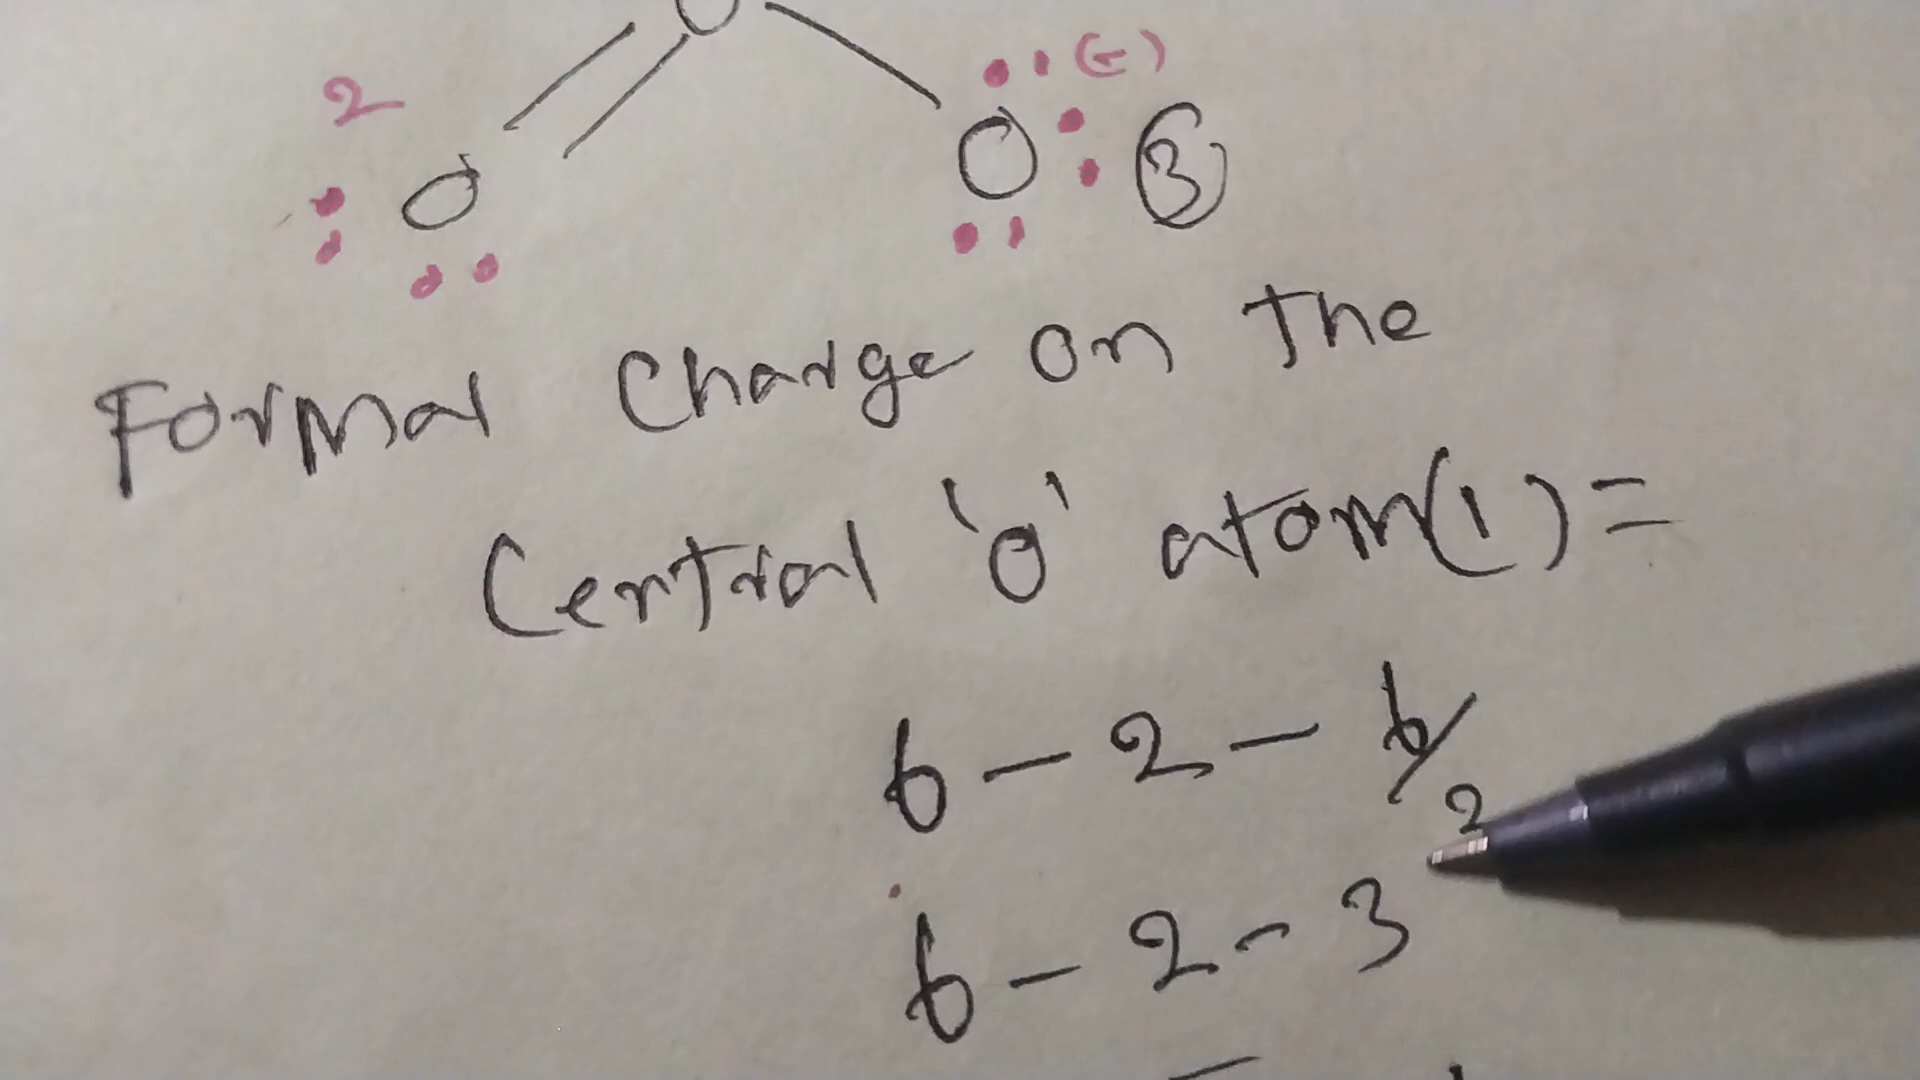 O
(-)
2
O
O
3
Formal Charge on the
Central 'O' atom(1) =
6 - 2 - 6/2
6 - 2 - 3